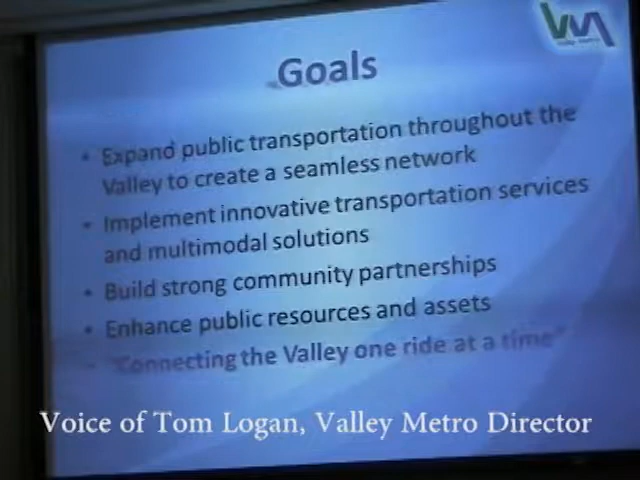 Goals
• Expand public transportation throughout the
Valley to create a seamless network
• Implement innovative transportation services
and multimodal solutions
• Build strong community partnerships
• Enhance public resources and assets
• "Connecting the Valley one ride at a time"
Voice of Tom Logan, Valley Metro Director